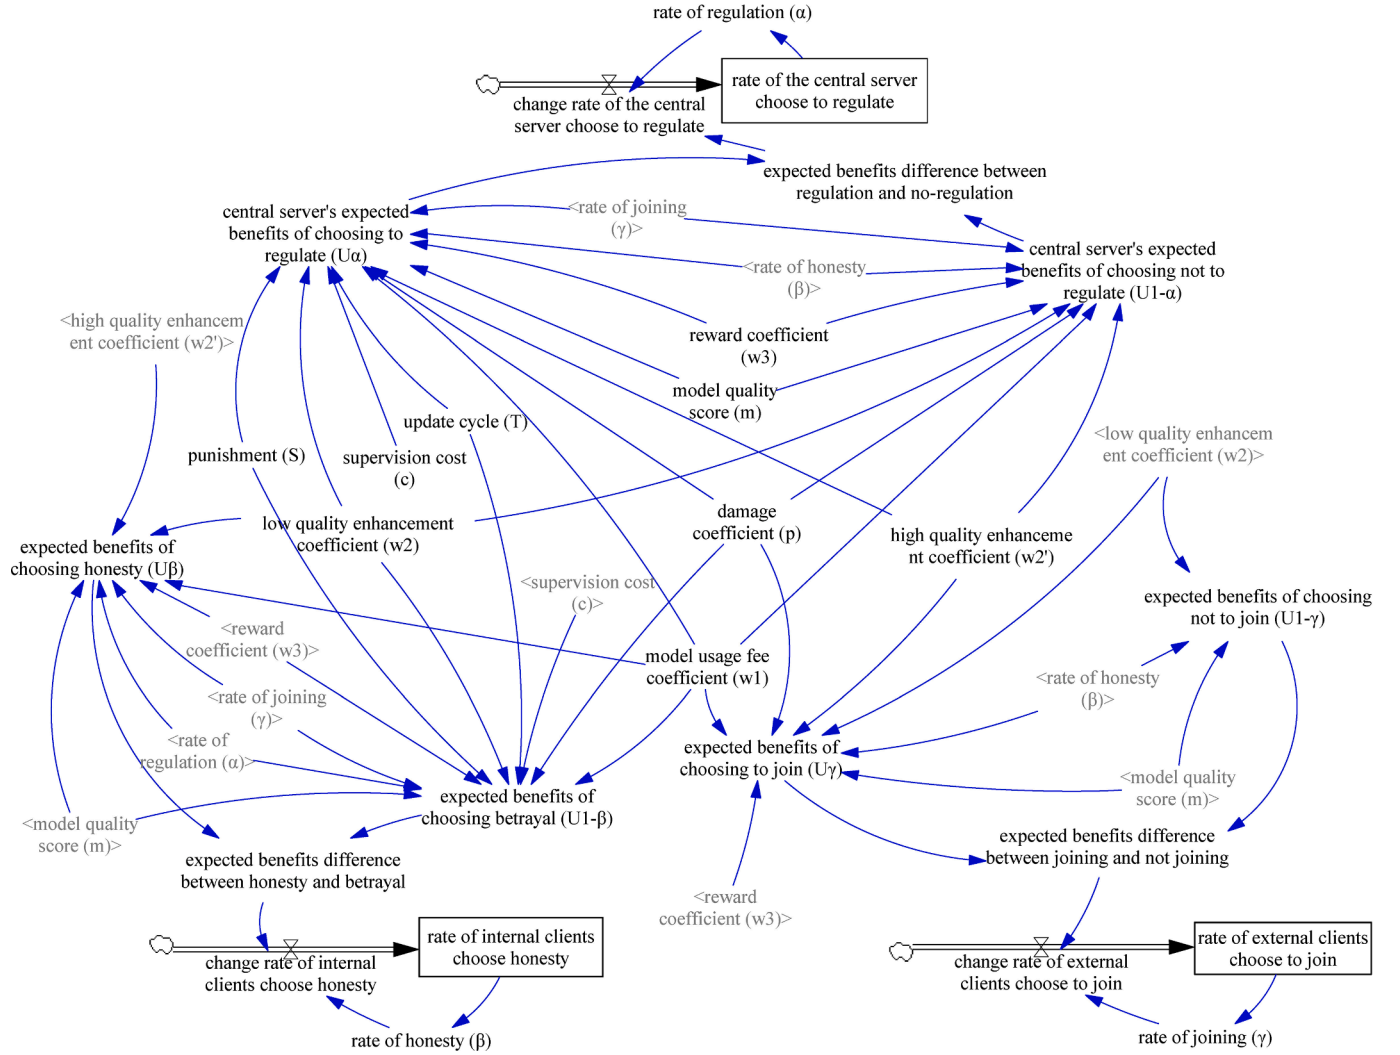 rate of regulation (α)
rate of the central server
choose to regulate
change rate of the central
server choose to regulate
expected benefits difference between
regulation and no-regulation
central server's expected
benefits of choosing to
regulate (Uα)
<rate of joining
(γ)>
central server's expected
benefits of choosing not to
regulate (U1-α)
<rate of honesty
(β)>
<high quality enhancem
ent coefficient (w2')>
reward coefficient
(w3)
model quality
score (m)
update cycle (T)
punishment (S)
supervision cost
(c)
<low quality enhancem
ent coefficient (w2)>
low quality enhancement
coefficient (w2)
damage
coefficient (p)
high quality enhanceme
nt coefficient (w2')
expected benefits of
choosing honesty (Uβ)
<supervision cost
(c)>
expected benefits of choosing
not to join (U1-γ)
<reward
coefficient (w3)>
model usage fee
coefficient (w1)
<rate of honesty
(β)>
<rate of joining
(γ)>
<rate of
regulation (α)>
expected benefits of
choosing to join (Uγ)
<model quality
score (m)>
expected benefits of
choosing betrayal (U1-β)
<model quality
score (m)>
expected benefits difference
between joining and not joining
expected benefits difference
between honesty and betrayal
<reward
coefficient (w3)>
rate of internal clients
choose honesty
change rate of internal
clients choose honesty
rate of honesty (β)
rate of external clients
choose to join
change rate of external
clients choose to join
rate of joining (γ)